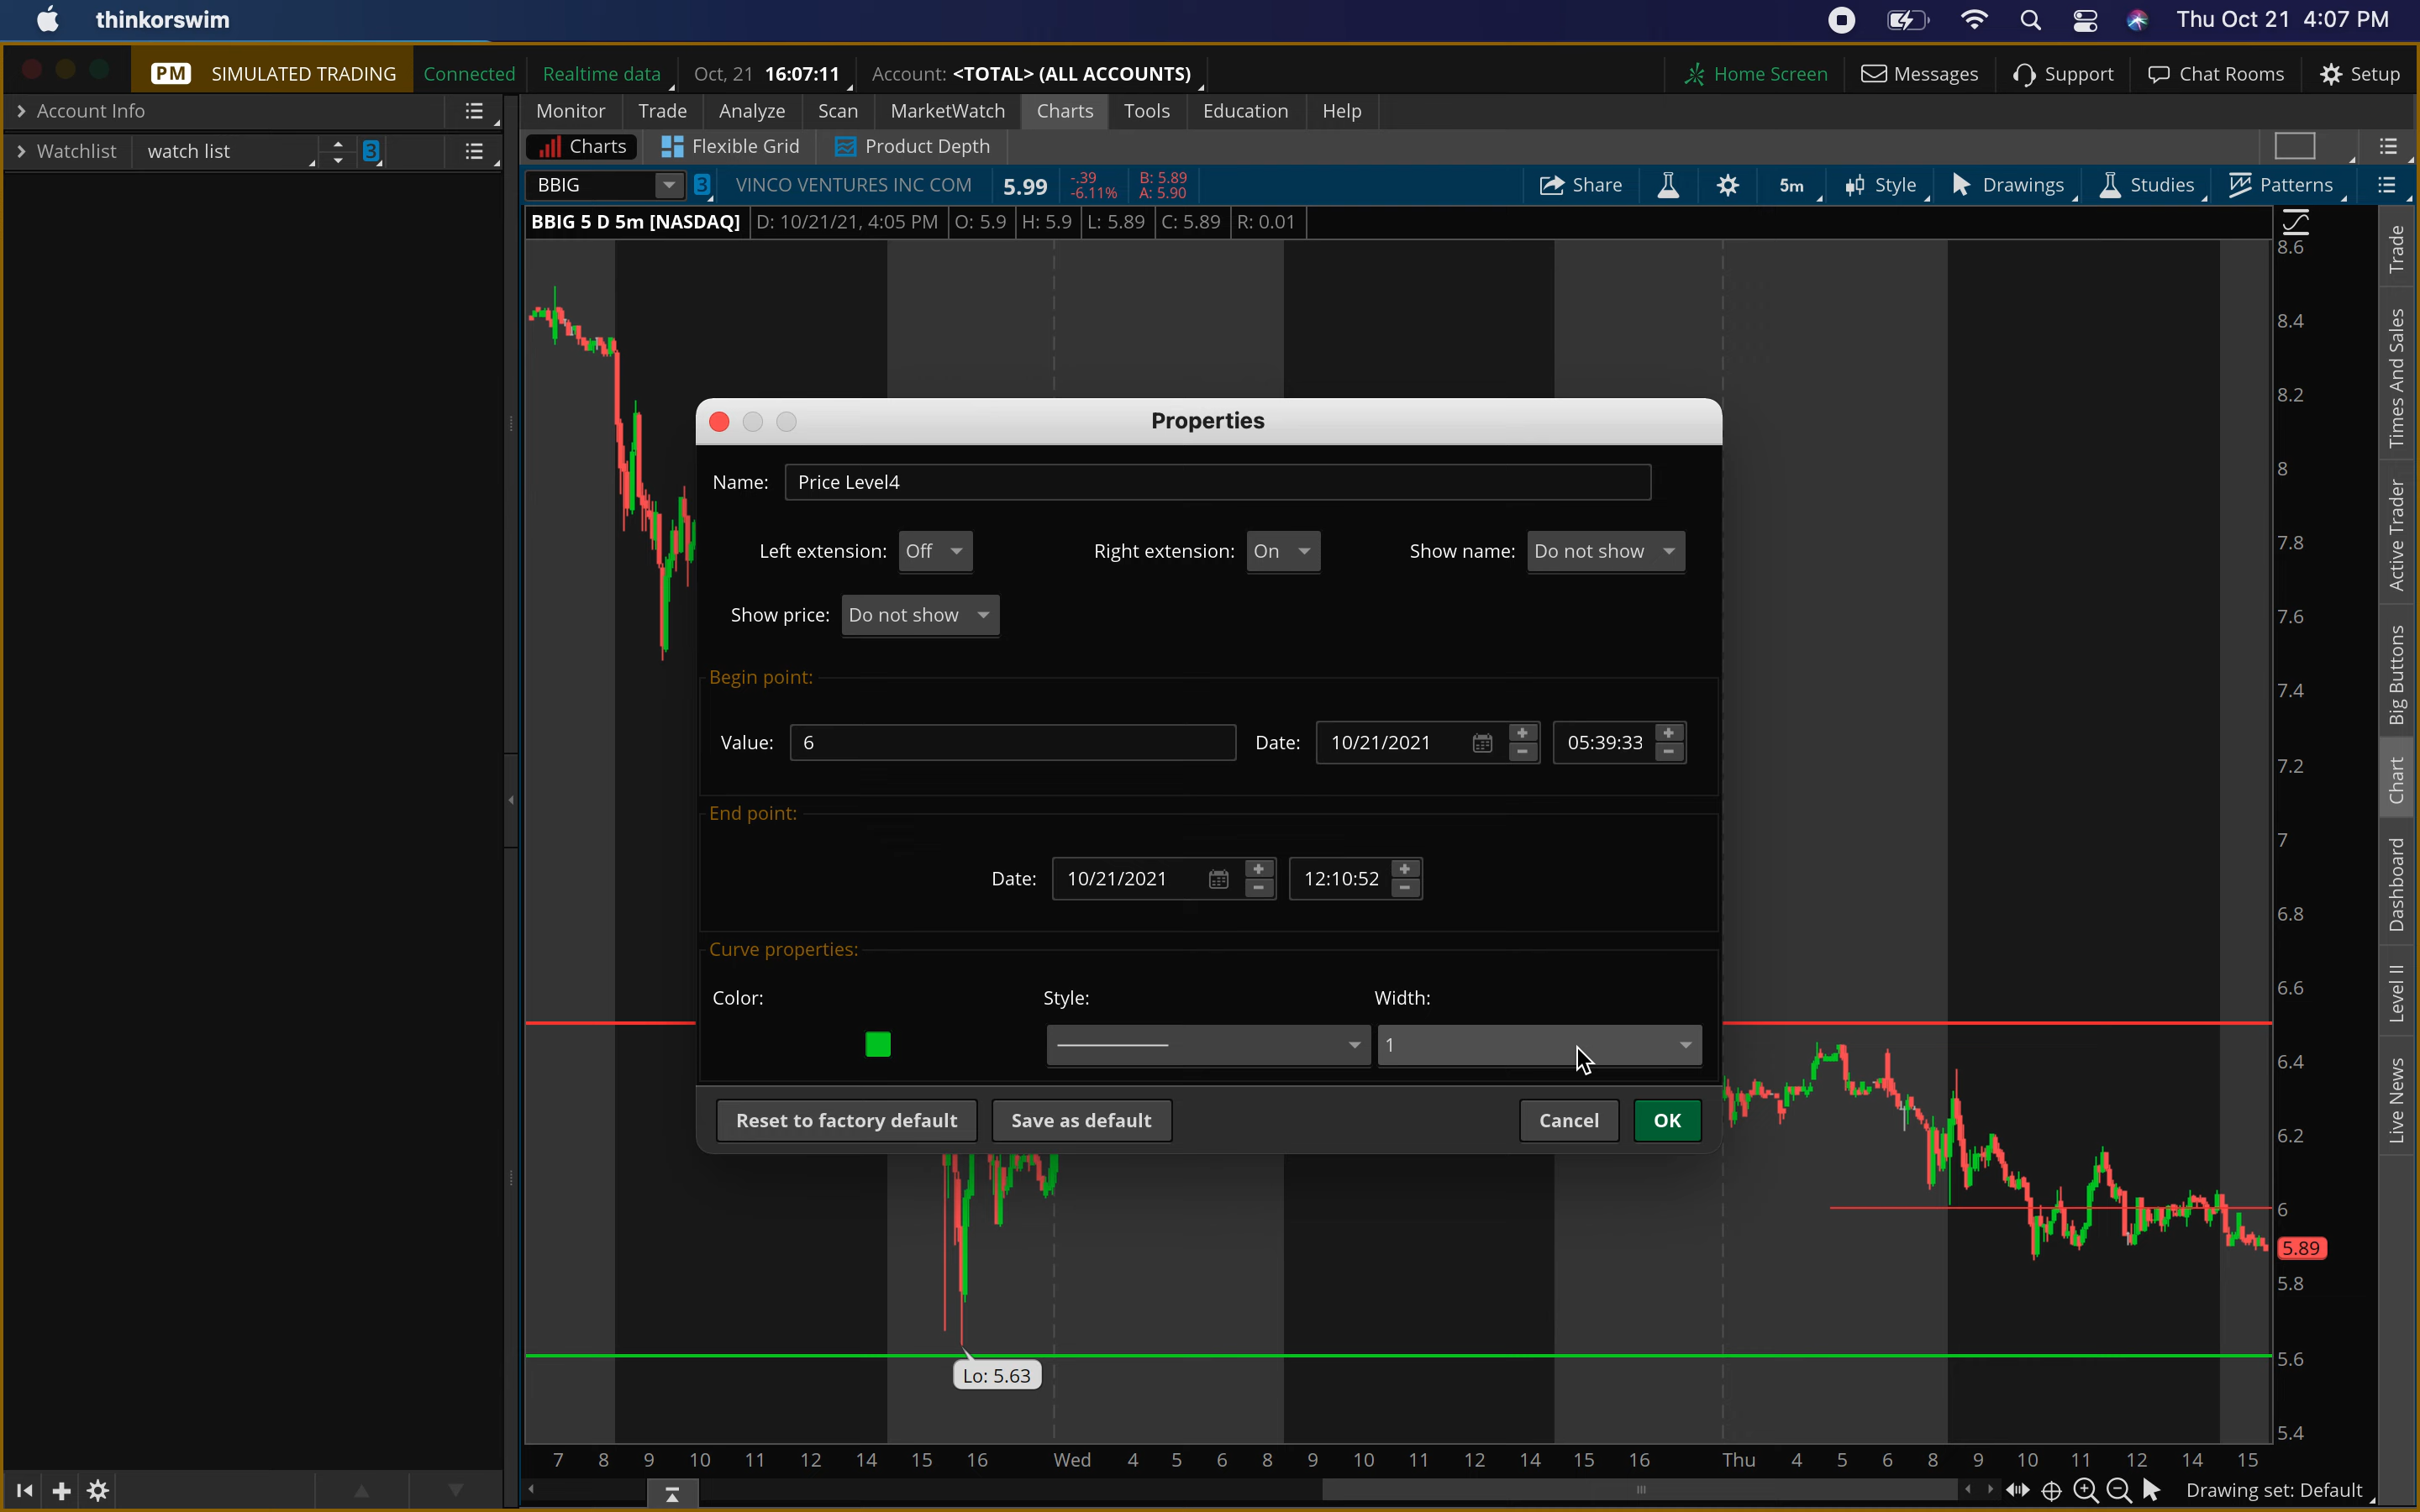 thinkorswim
Thu Oct 21 4:07 PM
PM SIMULATED TRADING Connected Realtime data Oct, 21 16:07:11 Account: <TOTAL> (ALL ACCOUNTS) Home Screen Messages Support Chat Rooms Setup
Account Info
Monitor Trade Analyze Scan MarketWatch Charts Tools Education Help
Watchlist watch list 3
Charts Flexible Grid Product Depth
BBIG 3 VINCO VENTURES INC COM 5.99 -.39 -6.11% B: 5.89 A: 5.90 Share 5m Style Drawings Studies Patterns
BBIG 5 D 5m [NASDAQ] D: 10/21/21, 4:05 PM O: 5.9 H: 5.9 L: 5.89 C: 5.89 R: 0.01
Properties
Name: Price Level4
Left extension: Off Right extension: On Show name: Do not show
Show price: Do not show
Begin point:
Value: 6 Date: 10/21/2021 05:39:33
End point:
Date: 10/21/2021 12:10:52
Curve properties:
Color: Style: Width:
1
Reset to factory default Save as default Cancel OK
Lo: 5.63
8.6
8.4
8.2
8
7.8
7.6
7.4
7.2
7
6.8
6.6
6.4
6.2
6
5.89
5.8
5.6
5.4
7 8 9 10 11 12 14 15 16 Wed 4 5 6 7 8 9 10 11 12 14 15 16 Thu 4 5 6 7 8 9 10 11 12 14 15
Drawing set: Default
Trade
Times And Sales
Active Trader
Big Buttons
Chart
Dashboard
Level II
Live News